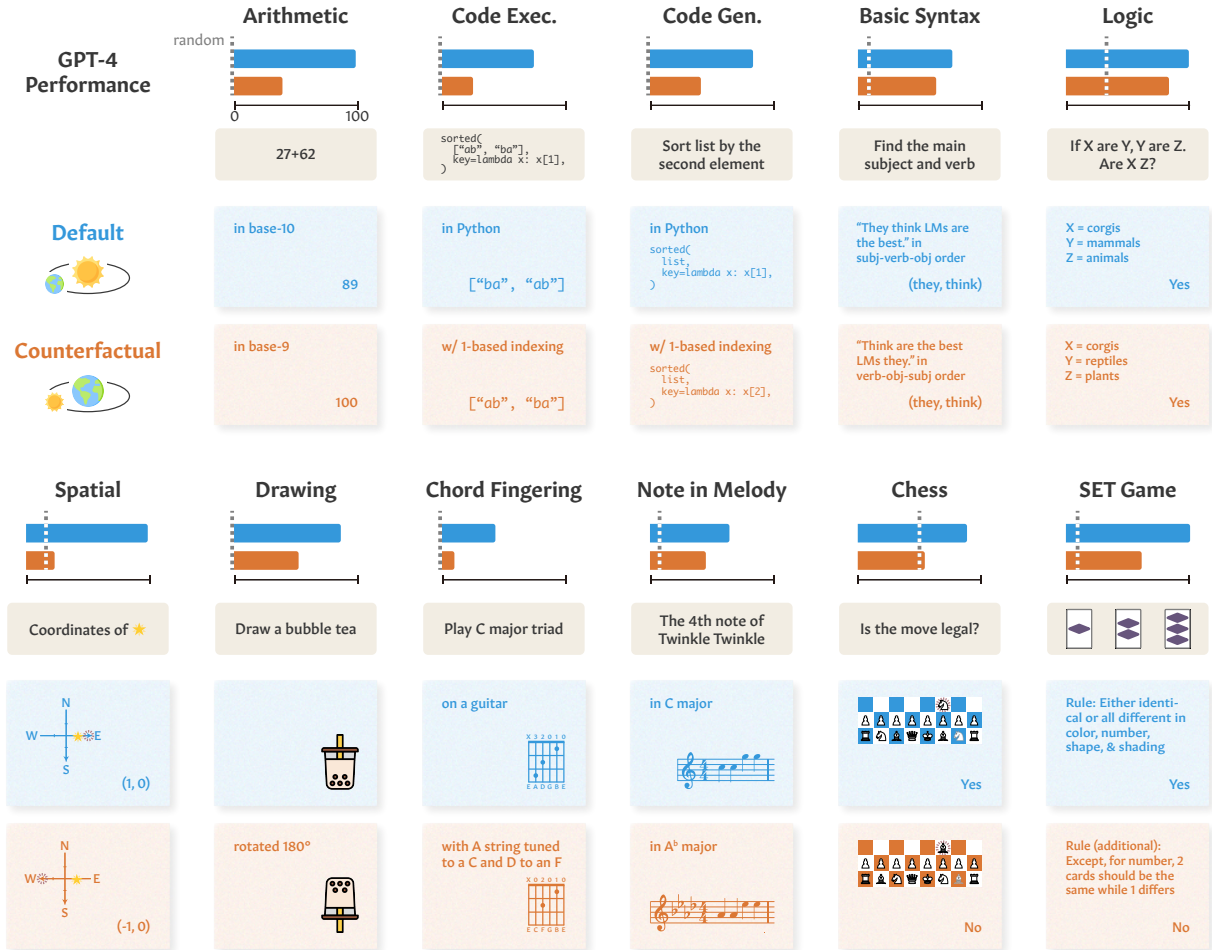 Arithmetic
Code Exec.
Code Gen.
Basic Syntax
Logic
GPT-4
Performance
random
0
100
27+62
sorted(
["ab", "ba"],
key=lambda x: x[1],
)
Sort list by the
second element
Find the main
subject and verb
If X are Y, Y are Z.
Are X Z?
Default
in base-10
89
in Python
["ba", "ab"]
in Python
sorted(
list,
key=lambda x: x[1],
)
“They think LMs are
the best.” in
subj-verb-obj order
(they, think)
X = corgis
Y = mammals
Z = animals
Yes
Counterfactual
in base-9
100
w/ 1-based indexing
["ab", "ba"]
w/ 1-based indexing
sorted(
list,
key=lambda x: x[2],
)
“Think are the best
LMs they.” in
verb-obj-subj order
(they, think)
X = corgis
Y = reptiles
Z = plants
Yes
Spatial
Drawing
Chord Fingering
Note in Melody
Chess
SET Game
Coordinates of
Draw a bubble tea
Play C major triad
The 4th note of
Twinkle Twinkle
Is the move legal?
N
W
E
S
(1, 0)
on a guitar
X 3 2 0 1 0
E A D G B E
in C major
4
4
Yes
Rule: Either identi-
cal or all different in
color, number,
shape, & shading
Yes
N
W
E
S
(-1, 0)
rotated 180°
with A string tuned
to a C and D to an F
X 0 2 0 1 0
E C F G B E
in A♭ major
4
4
No
Rule (additional):
Except, for number, 2
cards should be the
same while 1 differs
No